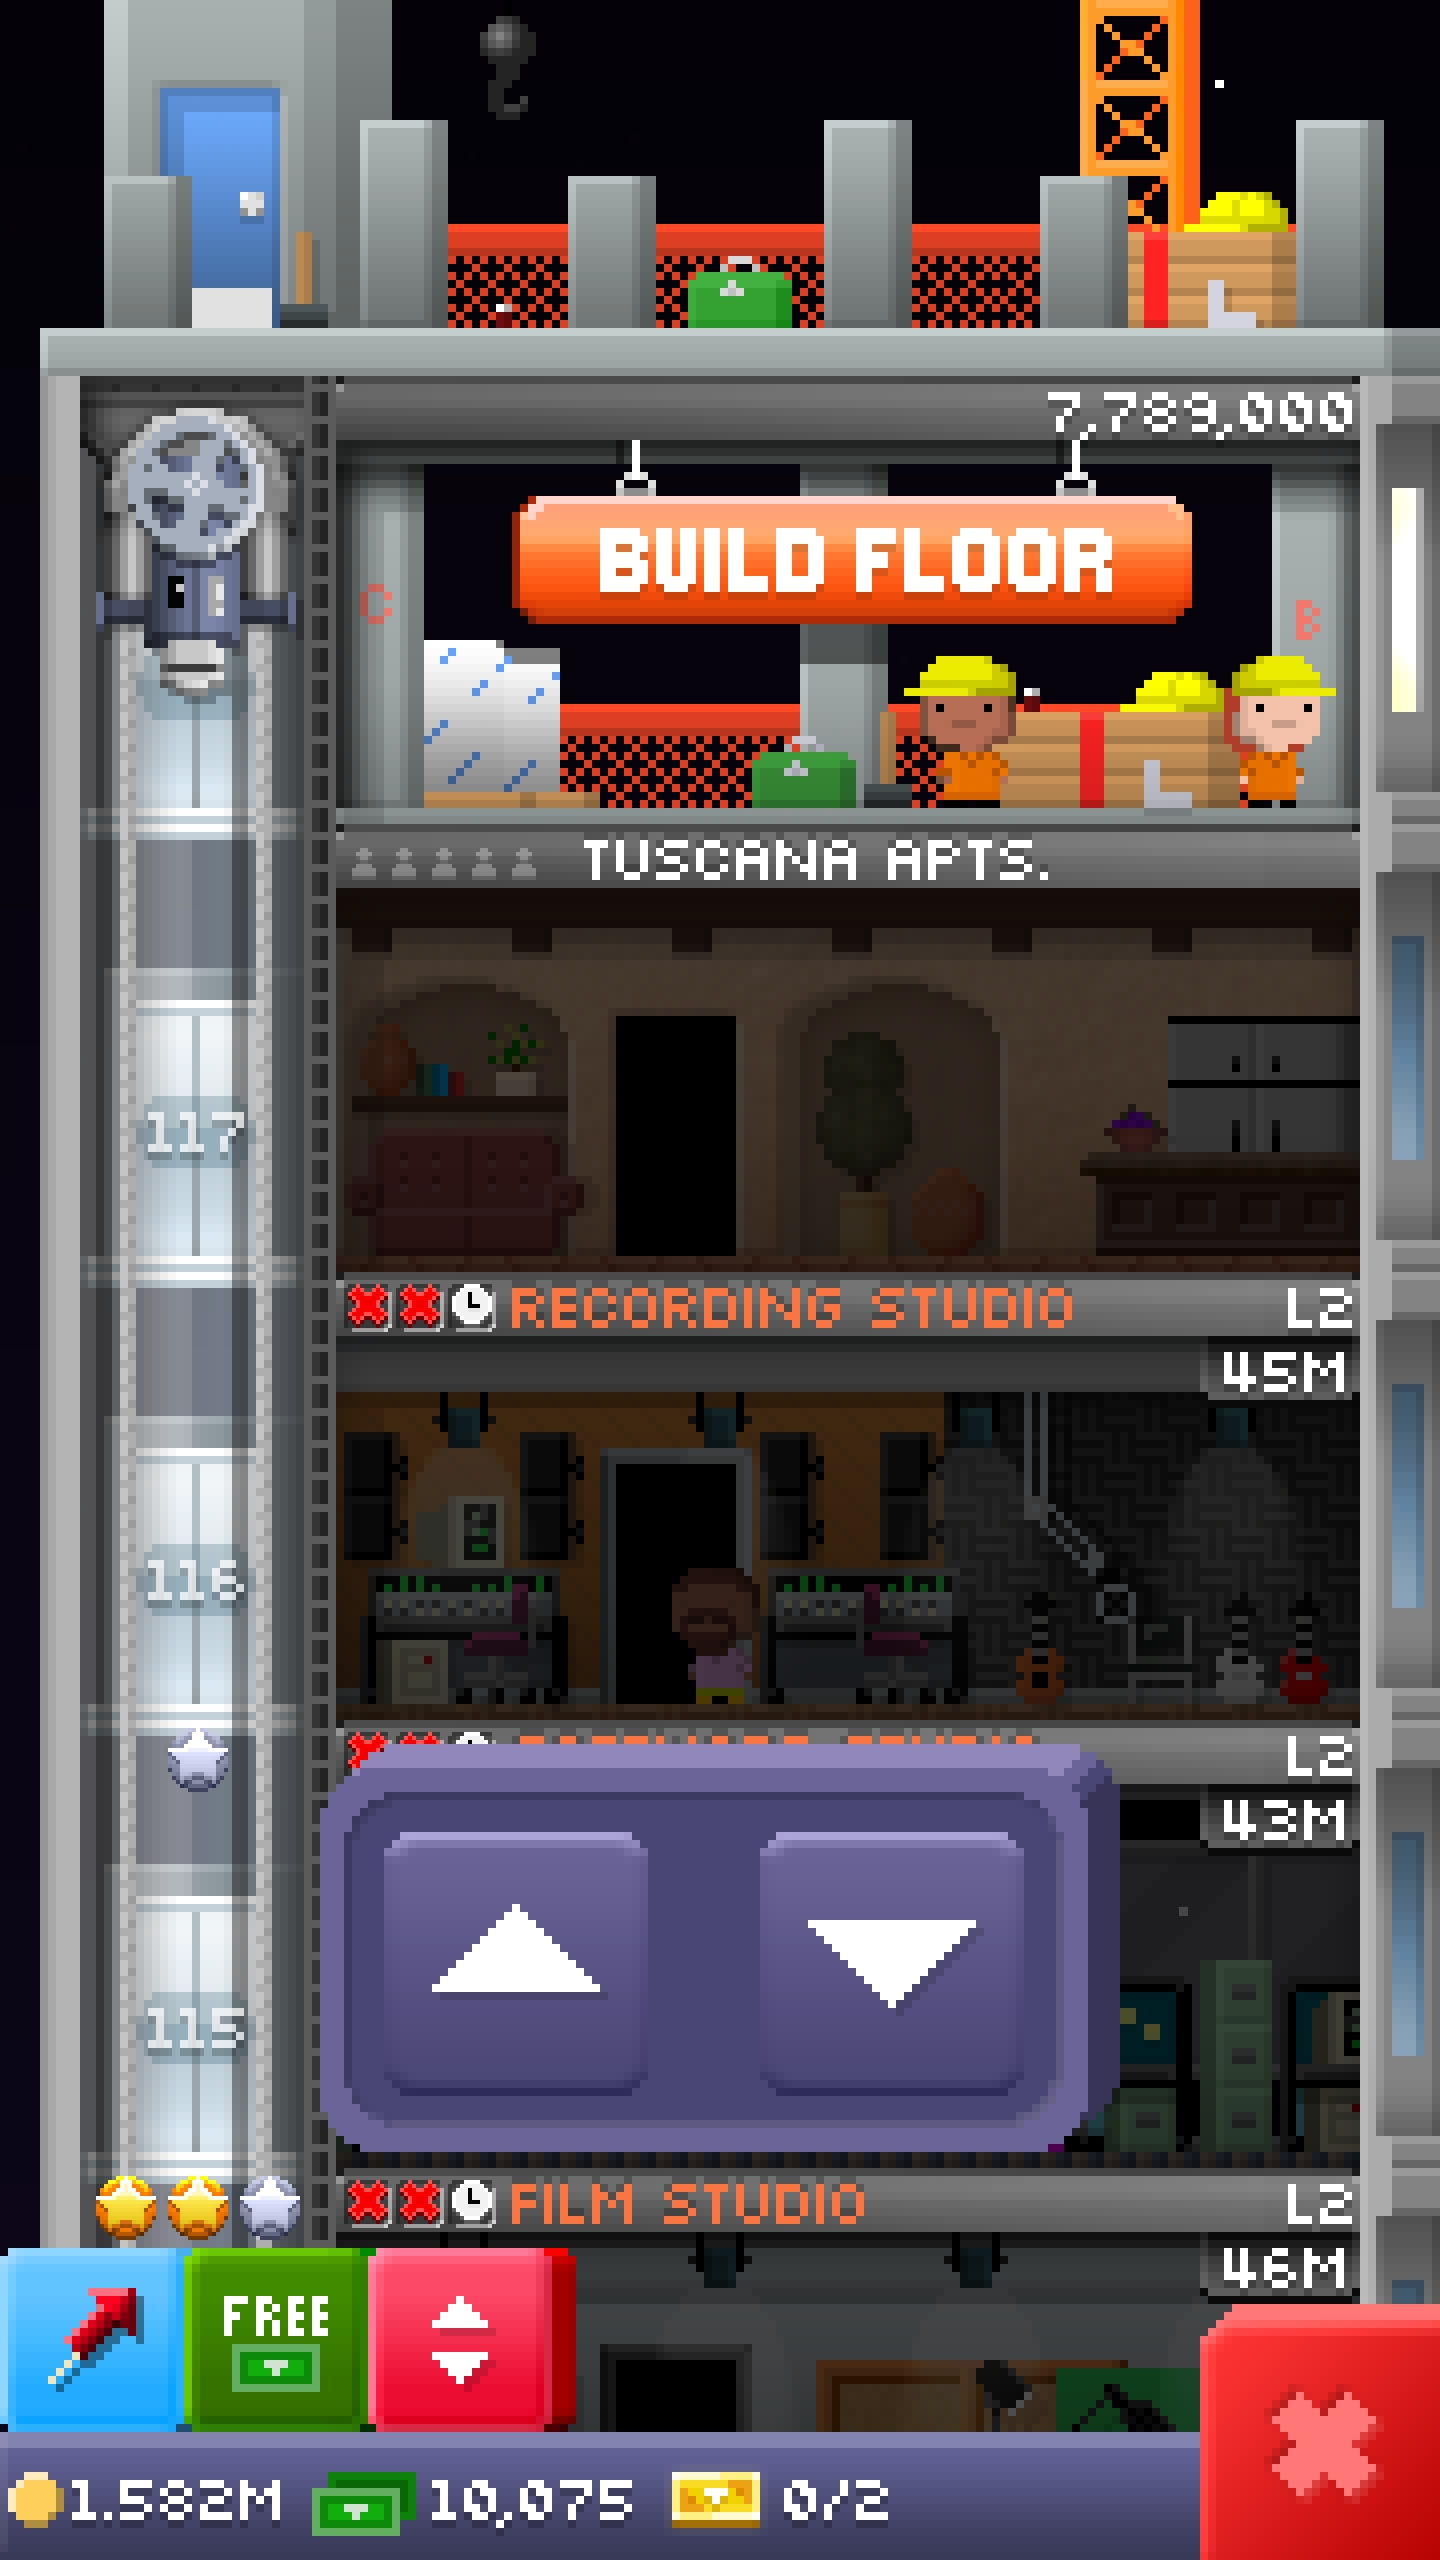 7,789,000
BUILD FLOOR
C
B
TUSCANA APTS.
117
RECORDING STUDIO L2
45M
116
L2
43M
115
FILM STUDIO L2
46M
FREE
1.582M 10,075 0/2